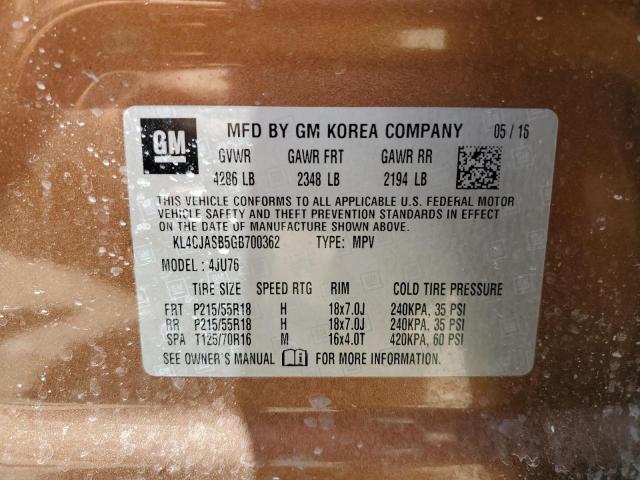 GM MFD BY GM KOREA COMPANY 05 / 16
GVWR GAWR FRT GAWR RR
4286 LB 2348 LB 2194 LB
THIS VEHICLE CONFORMS TO ALL APPLICABLE U.S. FEDERAL MOTOR
VEHICLE SAFETY AND THEFT PREVENTION STANDARDS IN EFFECT
ON THE DATE OF MANUFACTURE SHOWN ABOVE.
KL4CJASB5GB700362 TYPE: MPV
MODEL : 4JU76
TIRE SIZE SPEED RTG RIM COLD TIRE PRESSURE
FRT P215/55R18 H 18x7.0J 240KPA, 35 PSI
RR P215/55R18 H 18x7.0J 240KPA, 35 PSI
SPA T125/70R16 M 16x4.0T 420KPA, 60 PSI
SEE OWNER'S MANUAL FOR MORE INFORMATION.